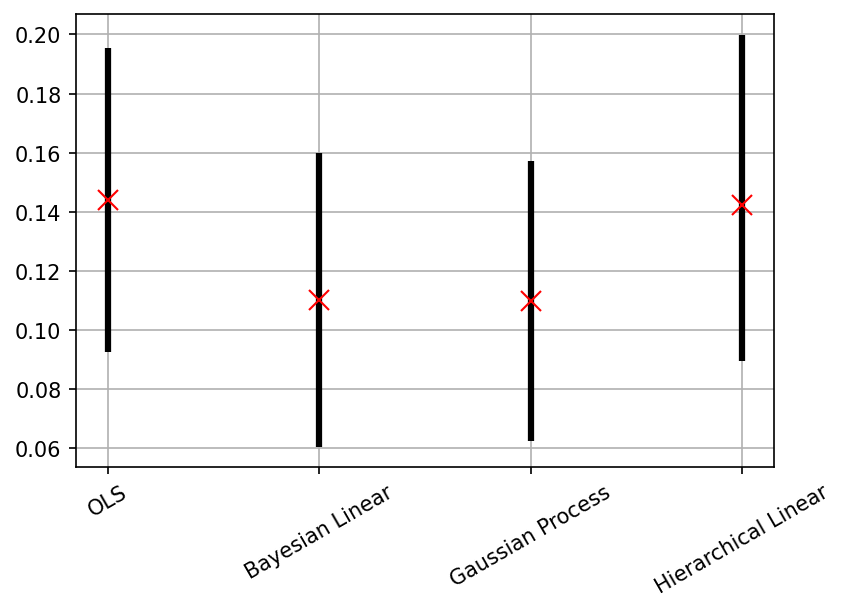 0.20
0.18
0.16
0.14
0.12
0.10
0.08
0.06
OLS
Bayesian Linear
Gaussian Process
Hierarchical Linear